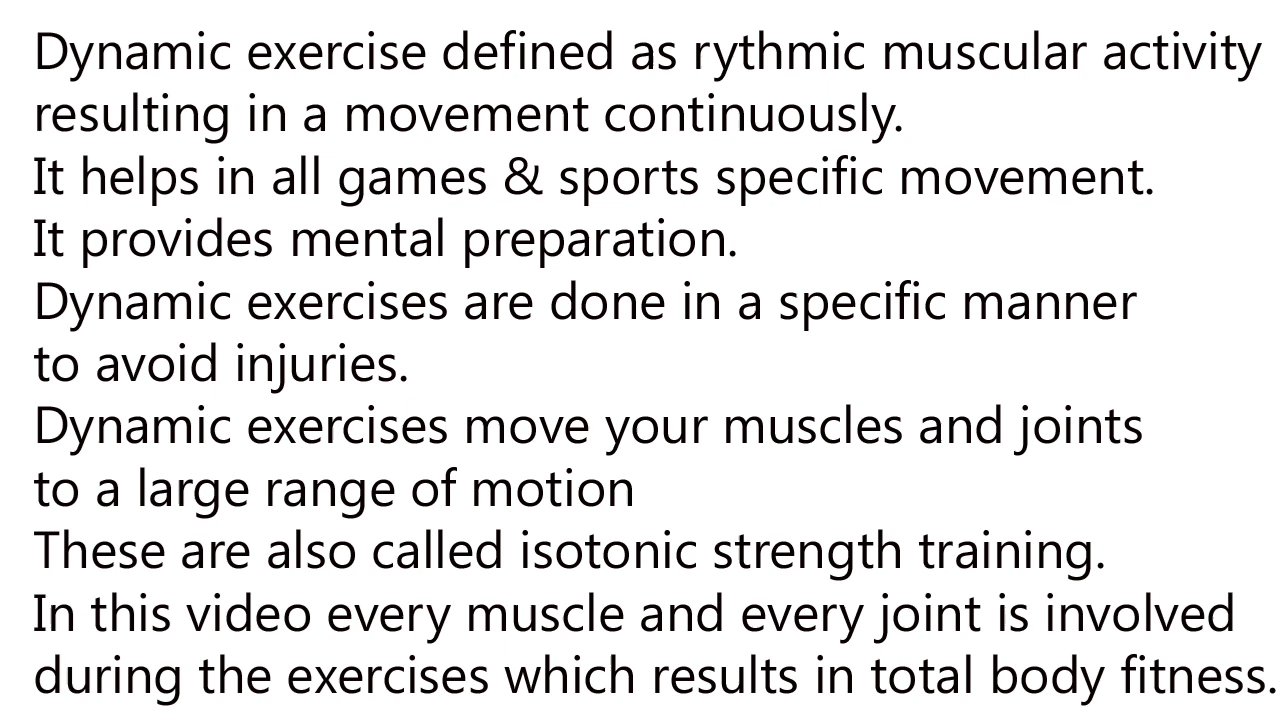 Dynamic exercise defined as rythmic muscular activity
resulting in a movement continuously.
It helps in all games & sports specific movement.
It provides mental preparation.
Dynamic exercises are done in a specific manner
to avoid injuries.
Dynamic exercises move your muscles and joints
to a large range of motion
These are also called isotonic strength training.
In this video every muscle and every joint is involved
during the exercises which results in total body fitness.